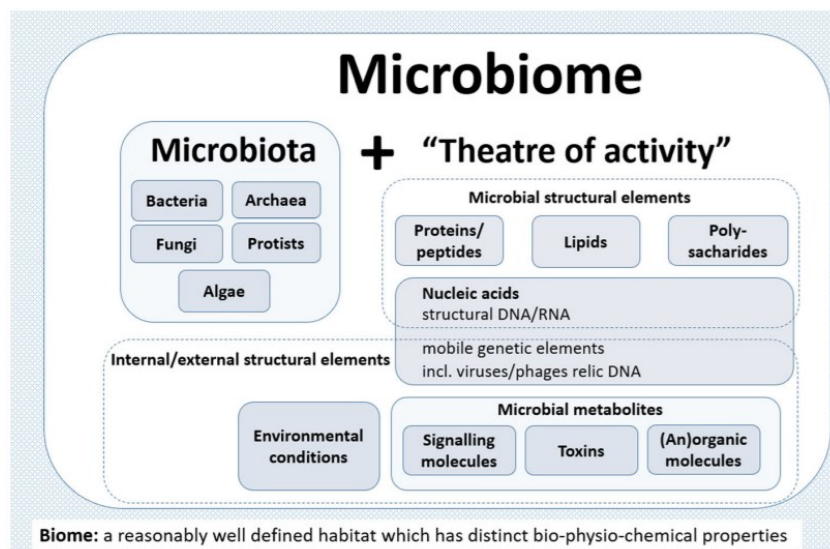 Microbiome
Microbiota + “Theatre of activity”
Bacteria
Archaea
Fungi
Protists
Algae
Microbial structural elements
Proteins/
peptides
Lipids
Poly-
sacharides
Nucleic acids
structural DNA/RNA
mobile genetic elements
incl. viruses/phages relic DNA
Internal/external structural elements
Environmental
conditions
Microbial metabolites
Signalling
molecules
Toxins
(An)organic
molecules
Biome: a reasonably well defined habitat which has distinct bio-physio-chemical properties